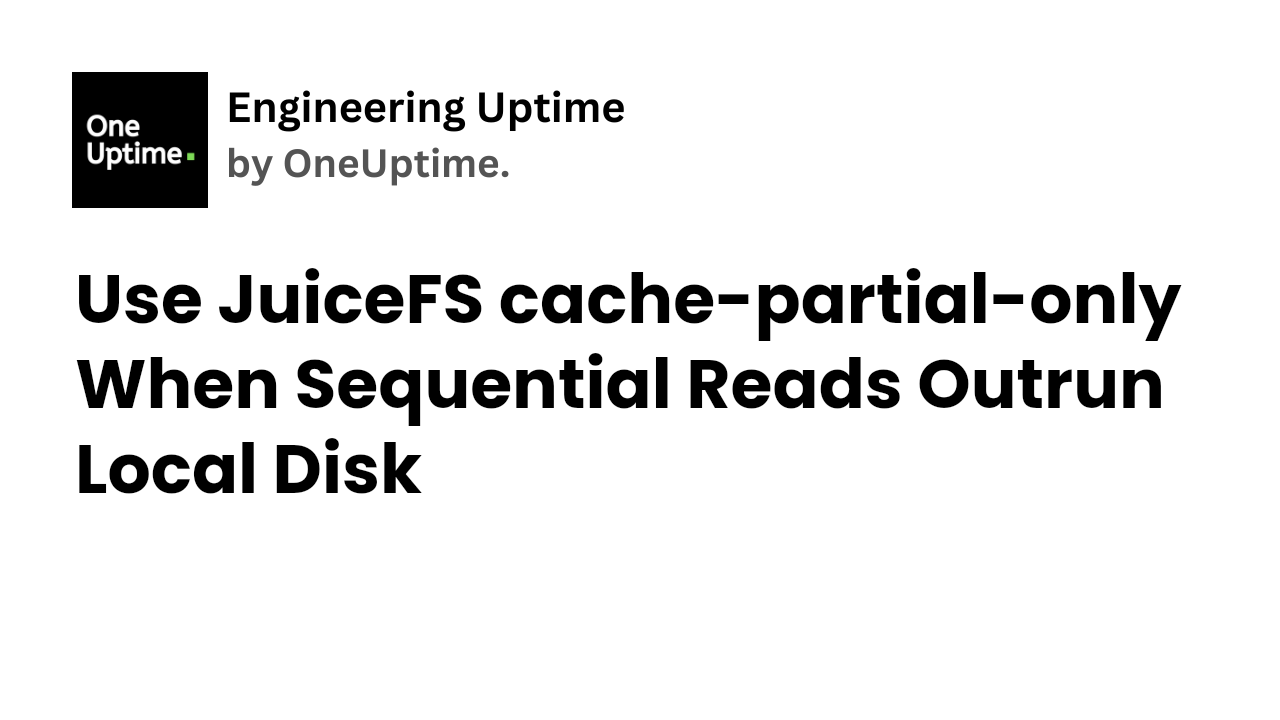 One
Uptime
Engineering Uptime
by OneUptime.
Use JuiceFS cache-partial-only
When Sequential Reads Outrun
Local Disk